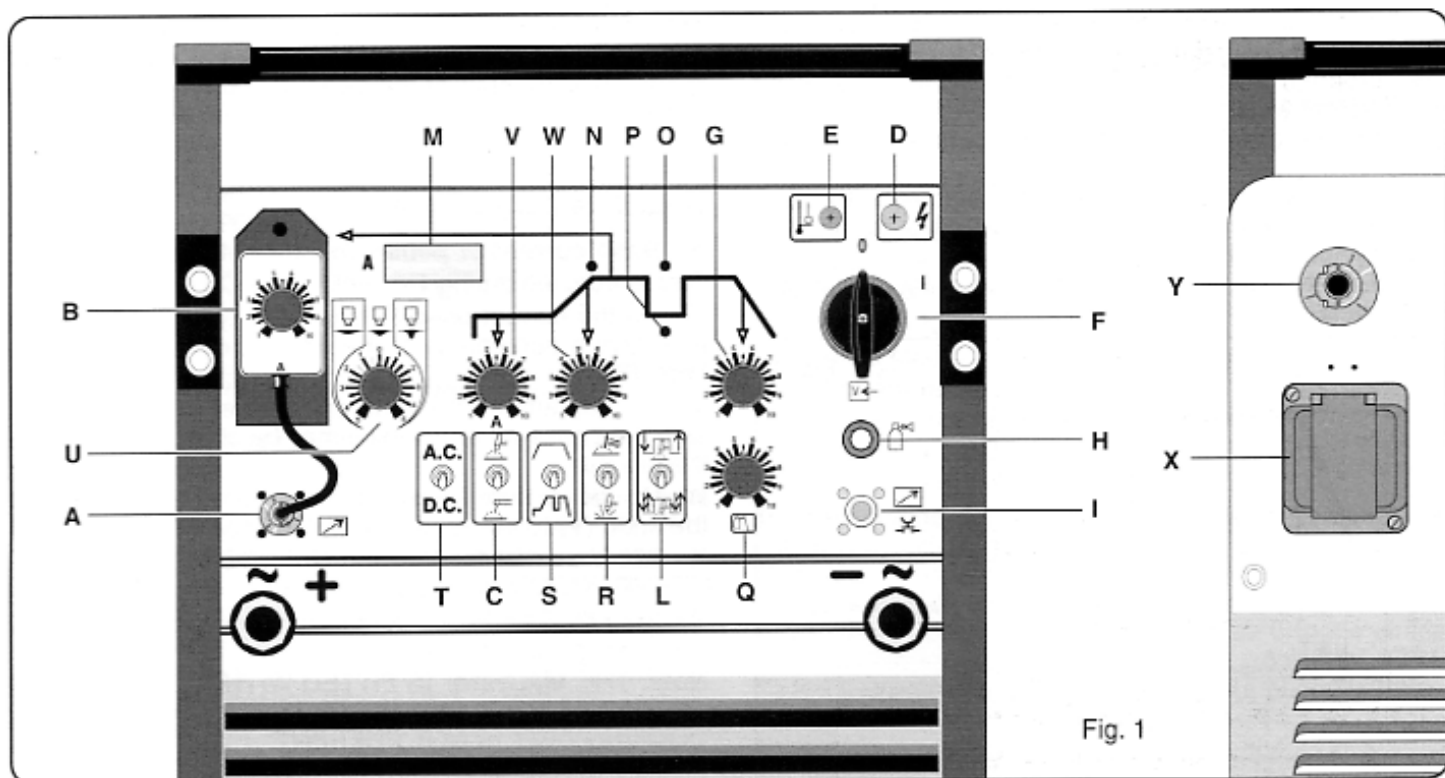 M V W N P O G E D
A
0
I
B
A
Y
F
V
A
U
A.C.
D.C.
H
X
A
I
~ +
T C S R L Q
- ~
Fig. 1